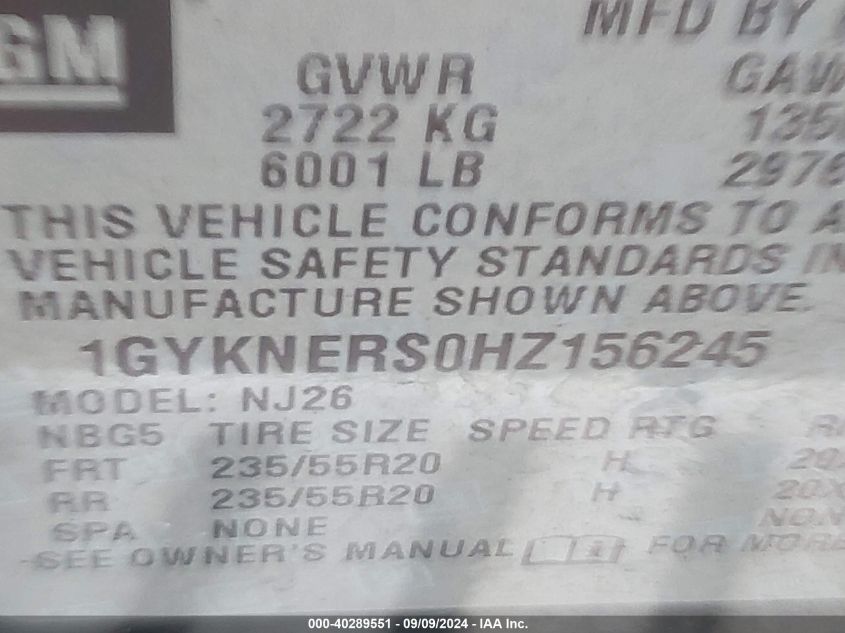 GM
MFD BY
GVWR
2722 KG
6001 LB
THIS VEHICLE CONFORMS TO
VEHICLE SAFETY STANDARDS
MANUFACTURE SHOWN ABOVE.
1GYKNERS0HZ156245
MODEL: NJ26
NBG5 TIRE SIZE SPEED RTG
FRT 235/55R20 H
RR 235/55R20 H
SPA NONE
SEE OWNER'S MANUAL FOR MORE
000-40289551 - 09/09/2024 - IAA Inc.